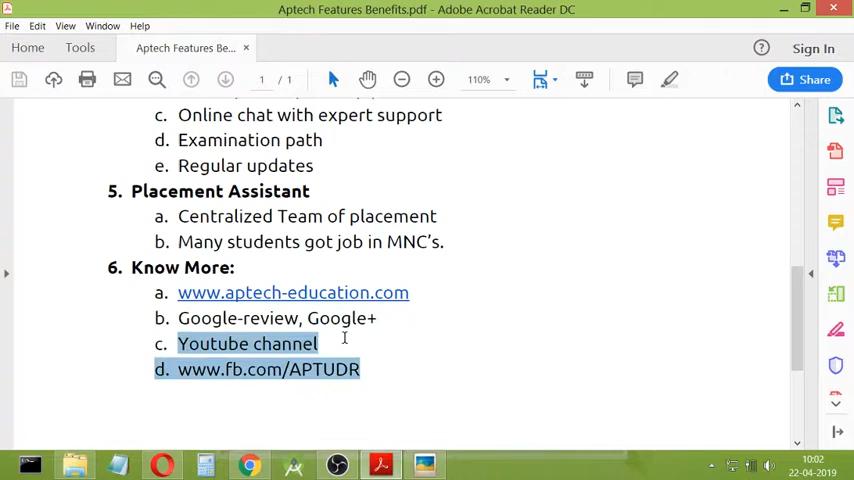 Aptech Features Benefits.pdf - Adobe Acrobat Reader DC
File Edit View Window Help
Home Tools Aptech Features Be... × ? Sign In
1 / 1 110% Share
c. Online chat with expert support
d. Examination path
e. Regular updates
5. Placement Assistant
a. Centralized Team of placement
b. Many students got job in MNC's.
6. Know More:
a. www.aptech-education.com
b. Google-review, Google+
c. Youtube channel
d. www.fb.com/APTUDR
10:02
22-04-2019